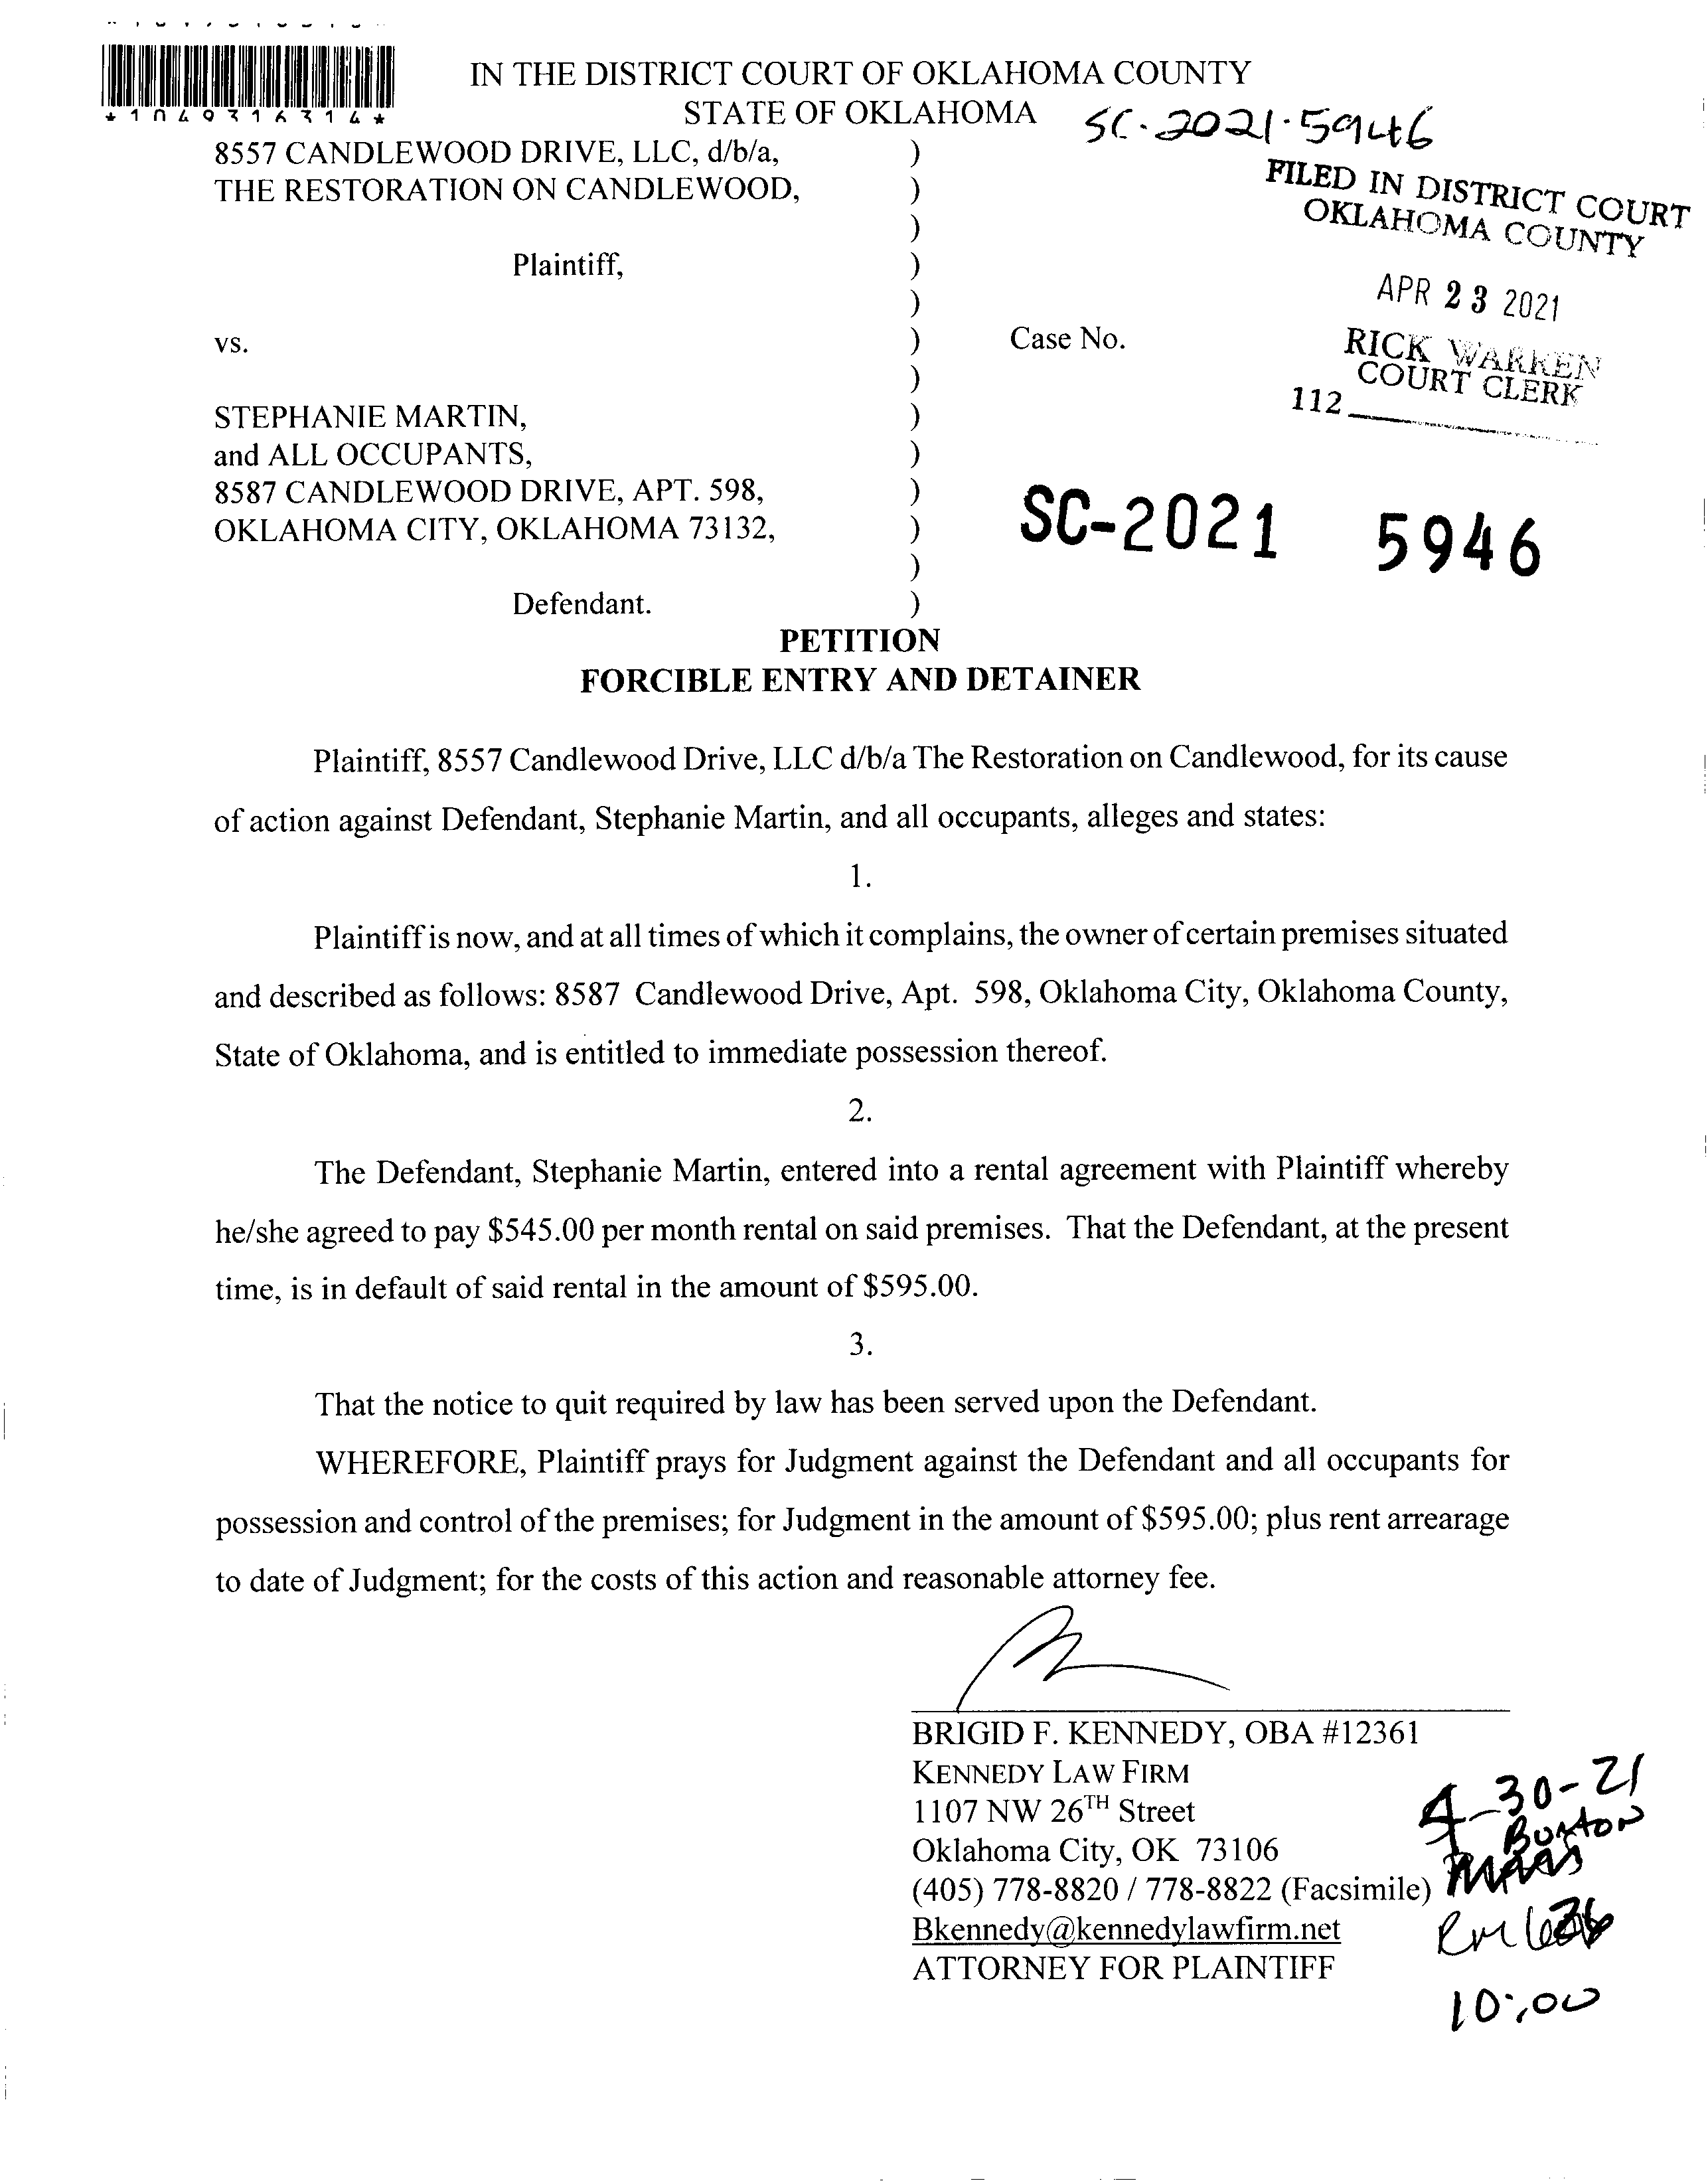 *1049316314*
IN THE DISTRICT COURT OF OKLAHOMA COUNTY
STATE OF OKLAHOMA
SC-2021-5946
8557 CANDLEWOOD DRIVE, LLC, d/b/a, )
THE RESTORATION ON CANDLEWOOD, )
)
Plaintiff, )
)
vs. ) Case No.
)
STEPHANIE MARTIN, )
and ALL OCCUPANTS, )
8587 CANDLEWOOD DRIVE, APT. 598, )
OKLAHOMA CITY, OKLAHOMA 73132, )
)
Defendant. )
FILED IN DISTRICT COURT
OKLAHOMA COUNTY
APR 23 2021
RICK WARREN
COURT CLERK
112
SC-2021 5946
PETITION
FORCIBLE ENTRY AND DETAINER
Plaintiff, 8557 Candlewood Drive, LLC d/b/a The Restoration on Candlewood, for its cause
of action against Defendant, Stephanie Martin, and all occupants, alleges and states:
1.
Plaintiff is now, and at all times of which it complains, the owner of certain premises situated
and described as follows: 8587 Candlewood Drive, Apt. 598, Oklahoma City, Oklahoma County,
State of Oklahoma, and is entitled to immediate possession thereof.
2.
The Defendant, Stephanie Martin, entered into a rental agreement with Plaintiff whereby
he/she agreed to pay $545.00 per month rental on said premises. That the Defendant, at the present
time, is in default of said rental in the amount of $595.00.
3.
That the notice to quit required by law has been served upon the Defendant.
WHEREFORE, Plaintiff prays for Judgment against the Defendant and all occupants for
possession and control of the premises; for Judgment in the amount of $595.00; plus rent arrearage
to date of Judgment; for the costs of this action and reasonable attorney fee.
BRIGID F. KENNEDY, OBA #12361
KENNEDY LAW FIRM
1107 NW 26TH Street
Oklahoma City, OK 73106
(405) 778-8820 / 778-8822 (Facsimile)
Bkennedy@kennedylawfirm.net
ATTORNEY FOR PLAINTIFF
4-30-21
Burton
Rm
10:00